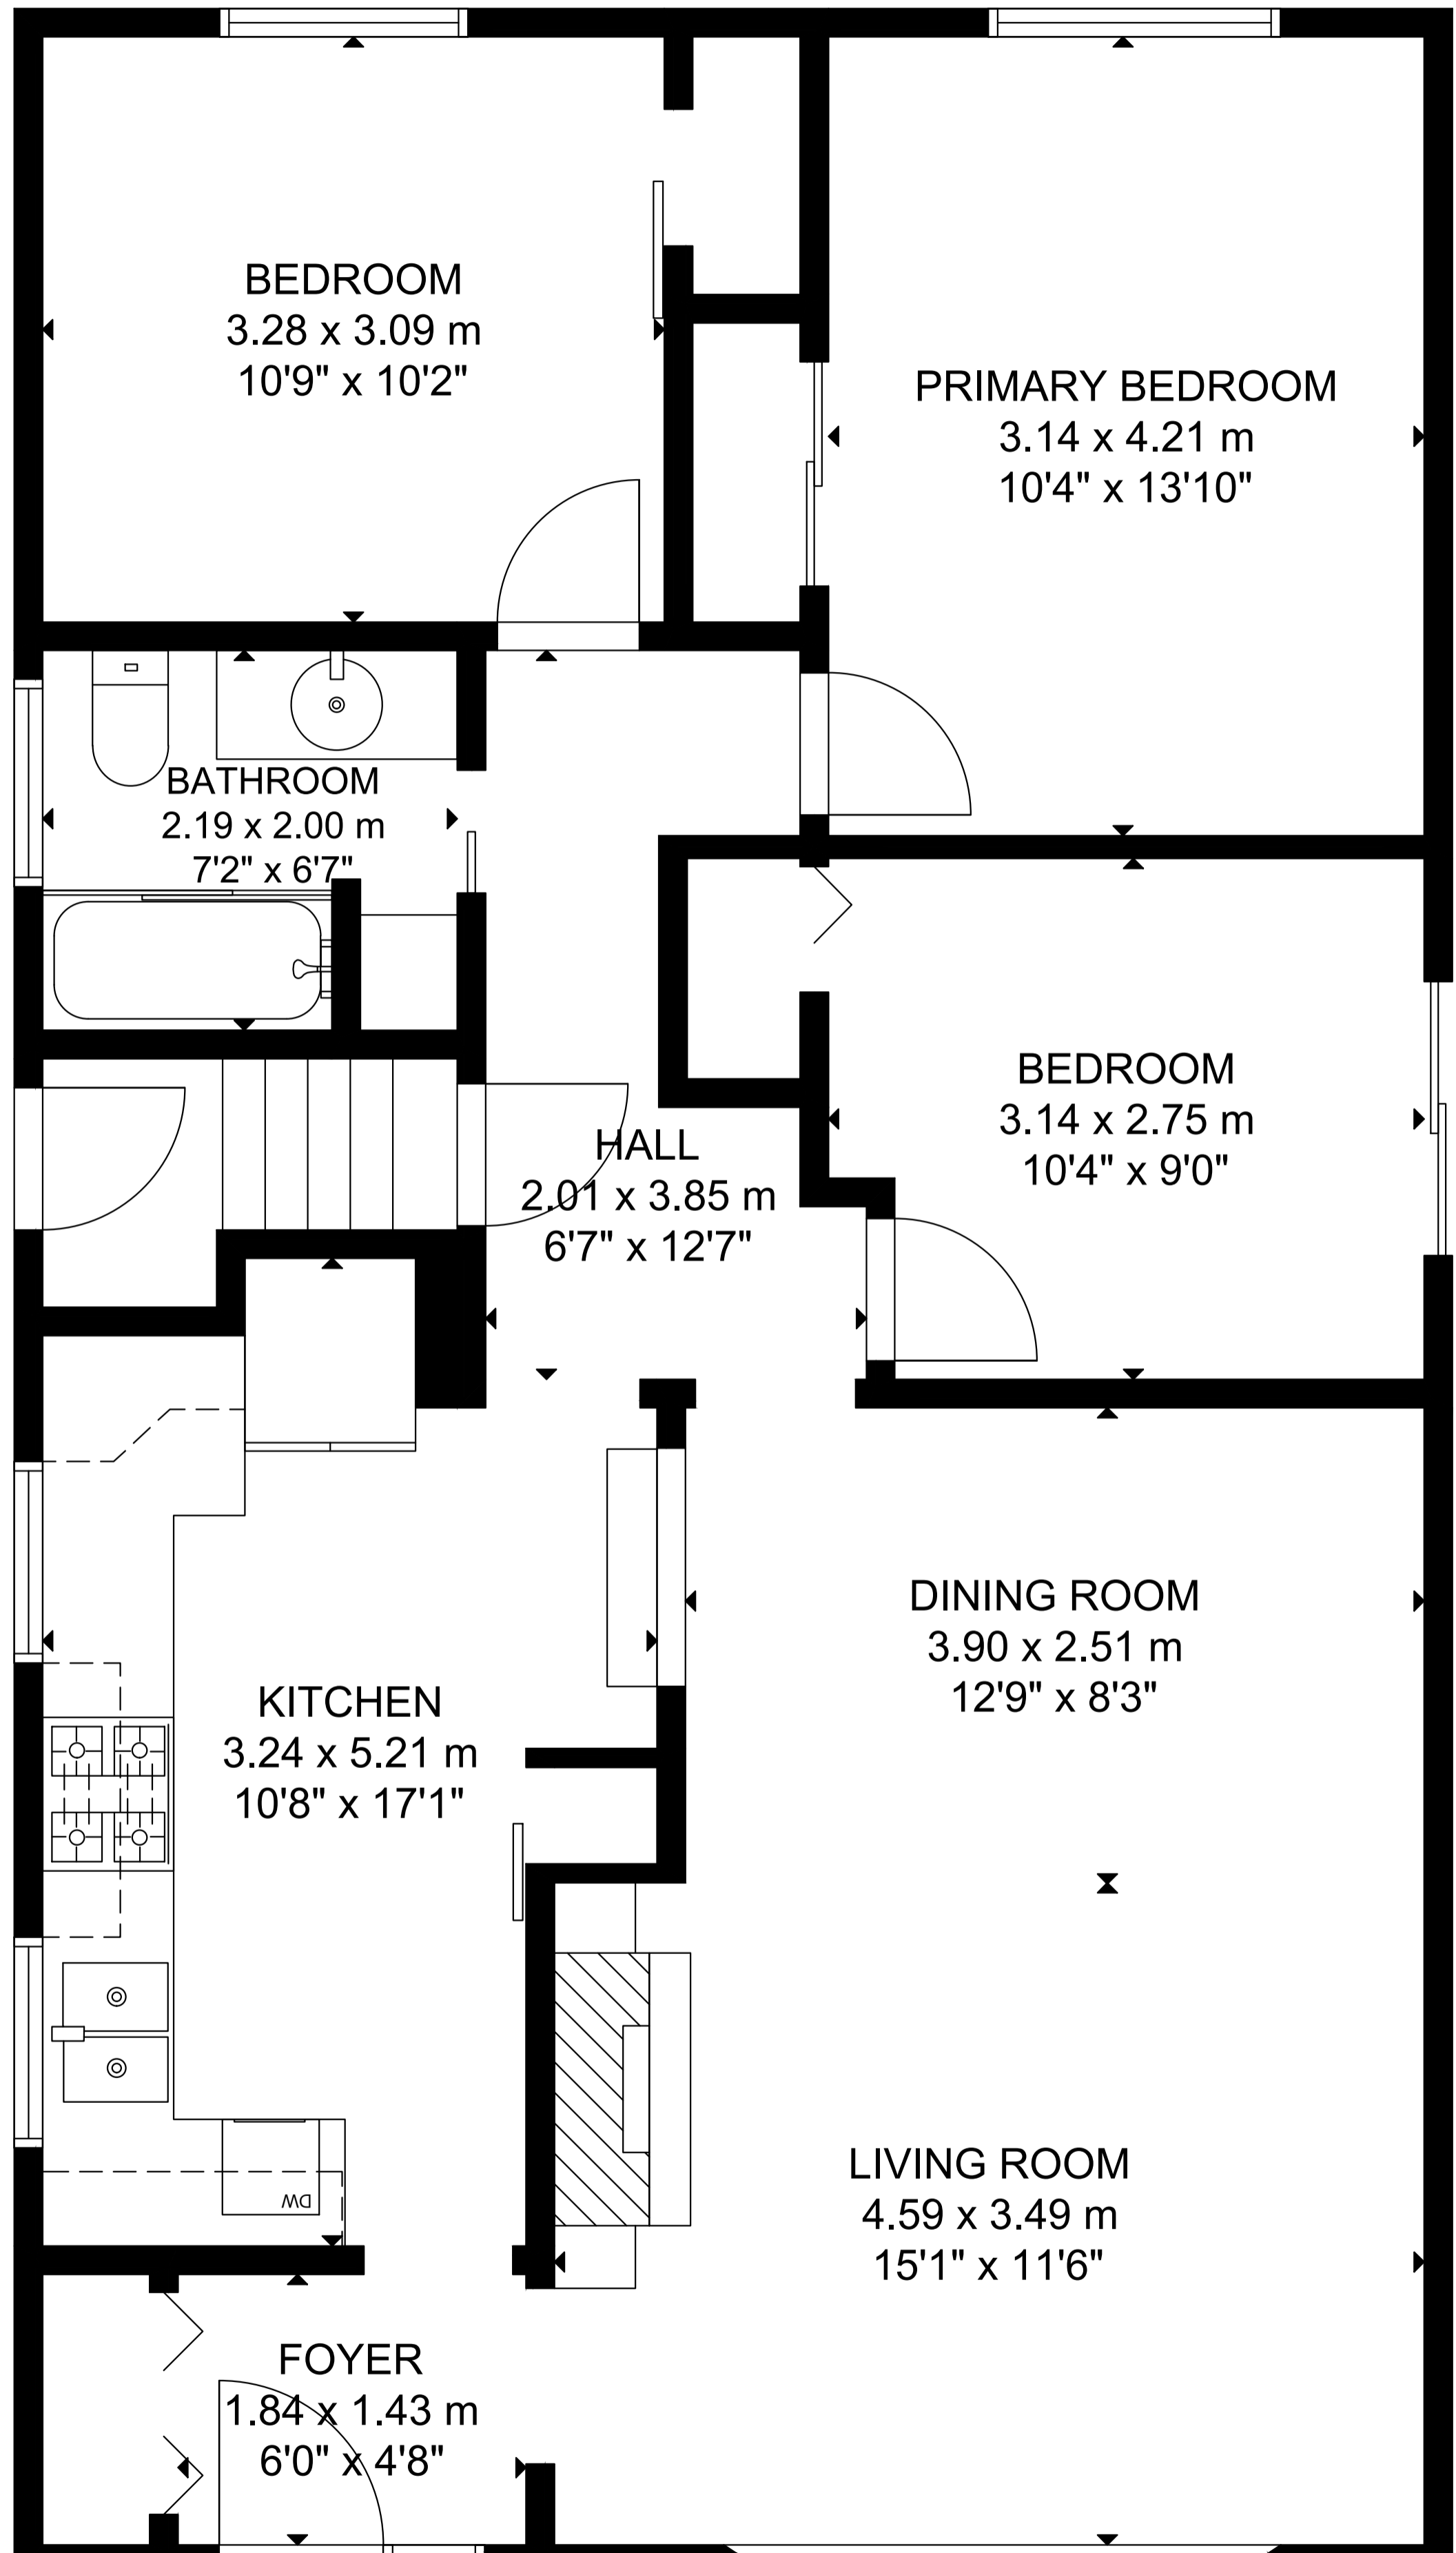 BEDROOM
3.28 x 3.09 m
10'9" x 10'2"
PRIMARY BEDROOM
3.14 x 4.21 m
10'4" x 13'10"
BATHROOM
2.19 x 2.00 m
7'2" x 6'7"
BEDROOM
3.14 x 2.75 m
10'4" x 9'0"
HALL
2.01 x 3.85 m
6'7" x 12'7"
DINING ROOM
3.90 x 2.51 m
12'9" x 8'3"
KITCHEN
3.24 x 5.21 m
10'8" x 17'1"
LIVING ROOM
4.59 x 3.49 m
15'1" x 11'6"
DW
FOYER
1.84 x 1.43 m
6'0" x 4'8"